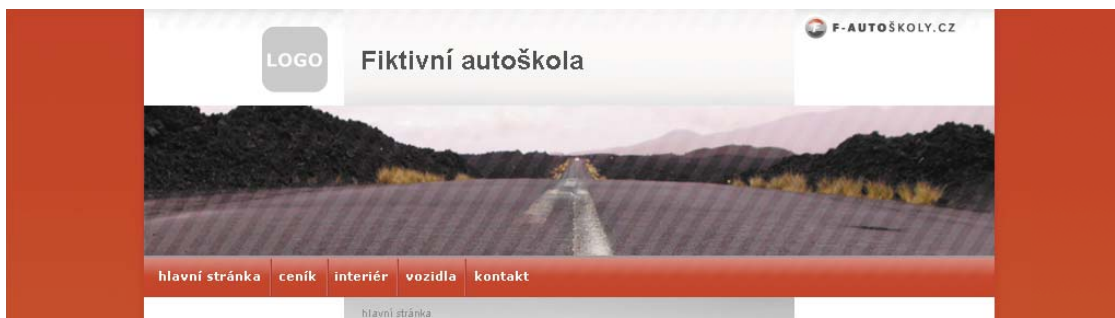 LOGO
Fiktivní autoškola
F-AUTOŠKOLY.CZ
hlavní stránka ceník interiér vozidla kontakt
hlavní stránka